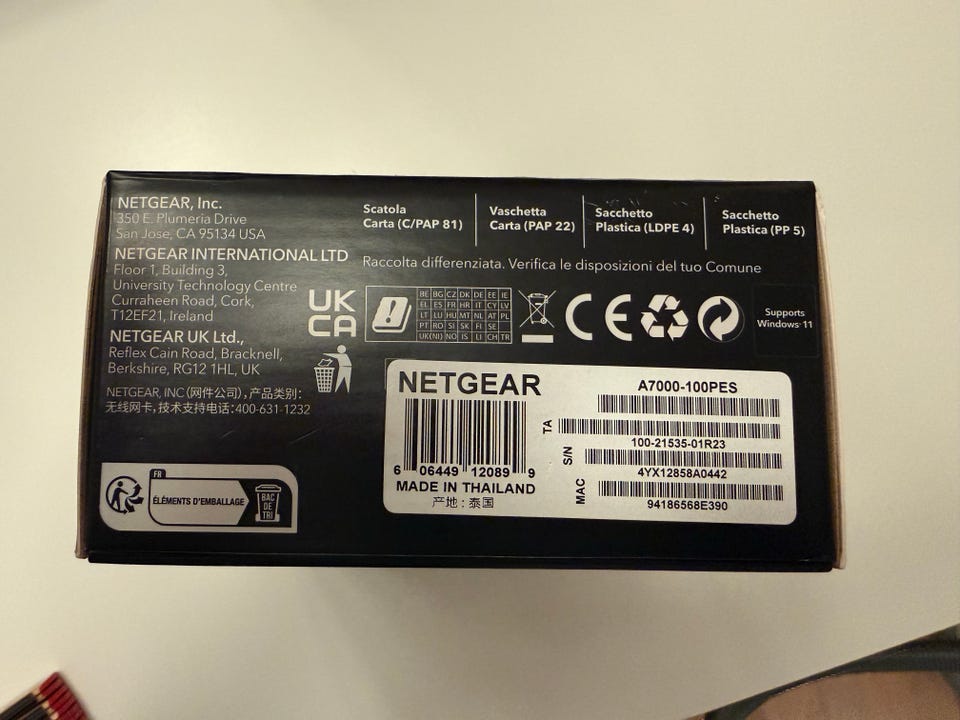 NETGEAR, Inc.
350 E. Plumeria Drive
San Jose, CA 95134 USA
NETGEAR INTERNATIONAL LTD
Floor 1, Building 3,
University Technology Centre
Curraheen Road, Cork,
T12EF21, Ireland
NETGEAR UK Ltd.,
Reflex Cain Road, Bracknell,
Berkshire, RG12 1HL, UK
NETGEAR, INC (网件公司), 产品类别:
无线网卡, 技术支持电话:400-631-1232
FR
ÉLÉMENTS D'EMBALLAGE
BAC
DE
TRI
Scatola
Carta (C/PAP 81)
Vaschetta
Carta (PAP 22)
Sacchetto
Plastica (LDPE 4)
Sacchetto
Plastica (PP 5)
Raccolta differenziata. Verifica le disposizioni del tuo Comune
UK
CA
BE BG CZ DK DE EE IE
EL ES FR HR IT CY LV
LT LU HU MT NL AT PL
PT RO SI SK FI SE
UK(NI) NO IS LI CH TR
CE
Supports
Windows 11
NETGEAR
6 06449 12089 9
MADE IN THAILAND
产地：泰国
A7000-100PES
TA
100-21535-01R23
S/N
4YX12858A0442
MAC
94186568E390